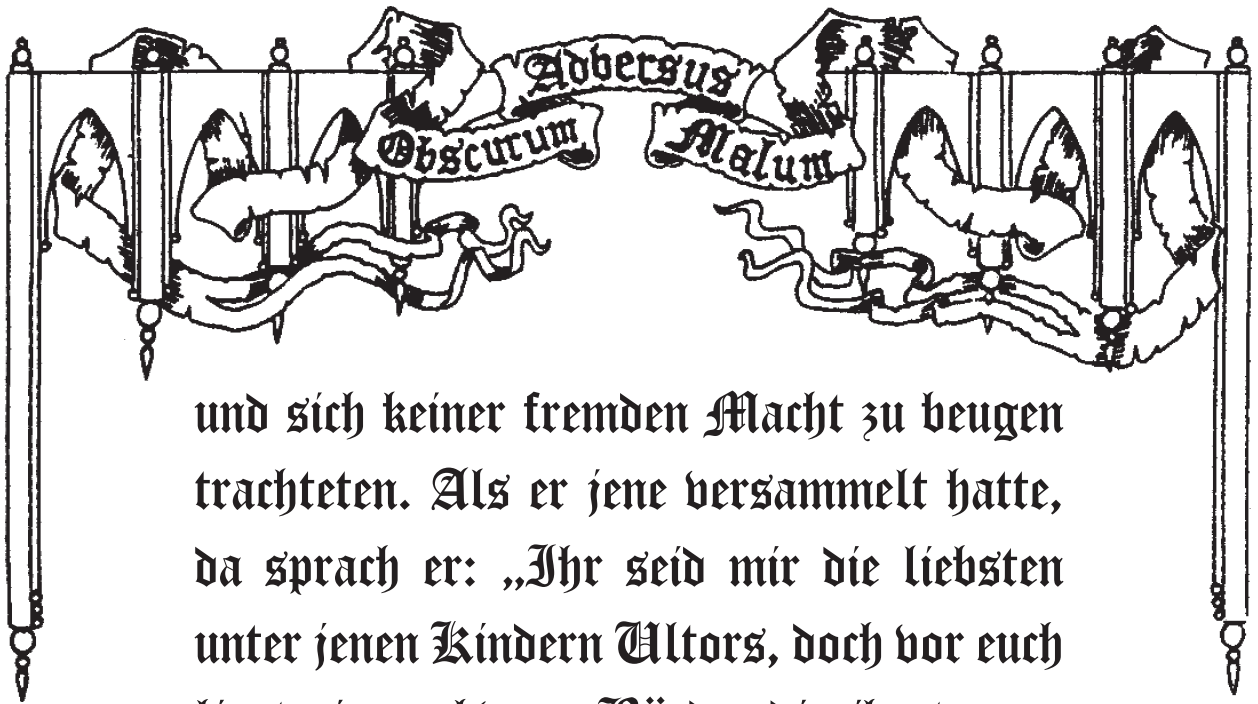 Adversus
Obscurum Malum
und sich keiner fremden Macht zu beugen
trachteten. Als er jene versammelt hatte,
da sprach er: „Ihr seid mir die liebsten
unter jenen Kindern Ultors, doch vor euch